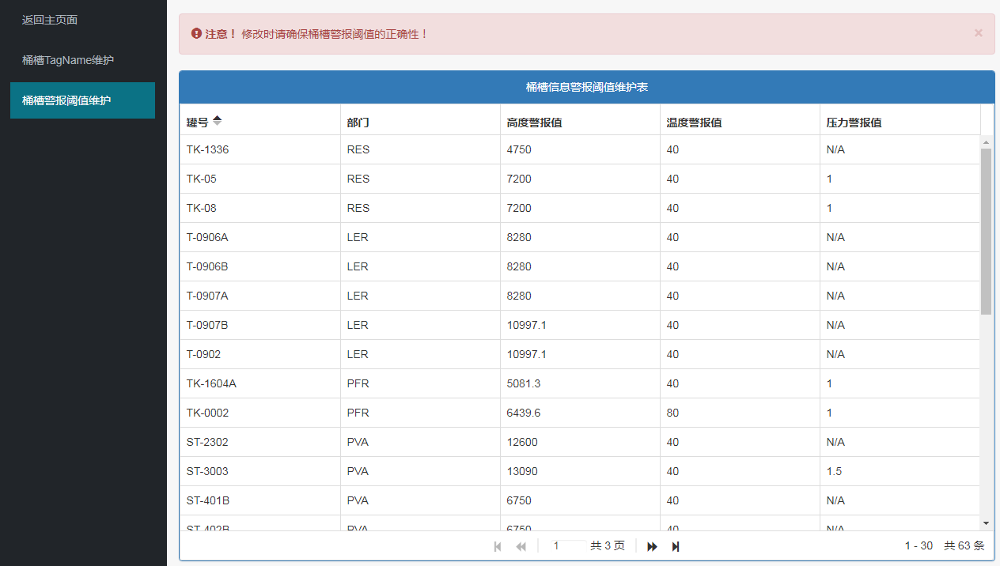 返回主页面
桶槽TagName维护
桶槽警报阈值维护
注意！ 修改时请确保桶槽警报阈值的正确性！ ×
桶槽信息警报阈值维护表
罐号 部门 高度警报值 温度警报值 压力警报值
TK-1336 RES 4750 40 N/A
TK-05 RES 7200 40 1
TK-08 RES 7200 40 1
T-0906A LER 8280 40 N/A
T-0906B LER 8280 40 N/A
T-0907A LER 8280 40 N/A
T-0907B LER 10997.1 40 N/A
T-0902 LER 10997.1 40 N/A
TK-1604A PFR 5081.3 40 1
TK-0002 PFR 6439.6 80 1
ST-2302 PVA 12600 40 N/A
ST-3003 PVA 13090 40 1.5
ST-401B PVA 6750 40 N/A
ST-402B PVA 6750 40 N/A
1 共 3 页 1 - 30 共 63 条